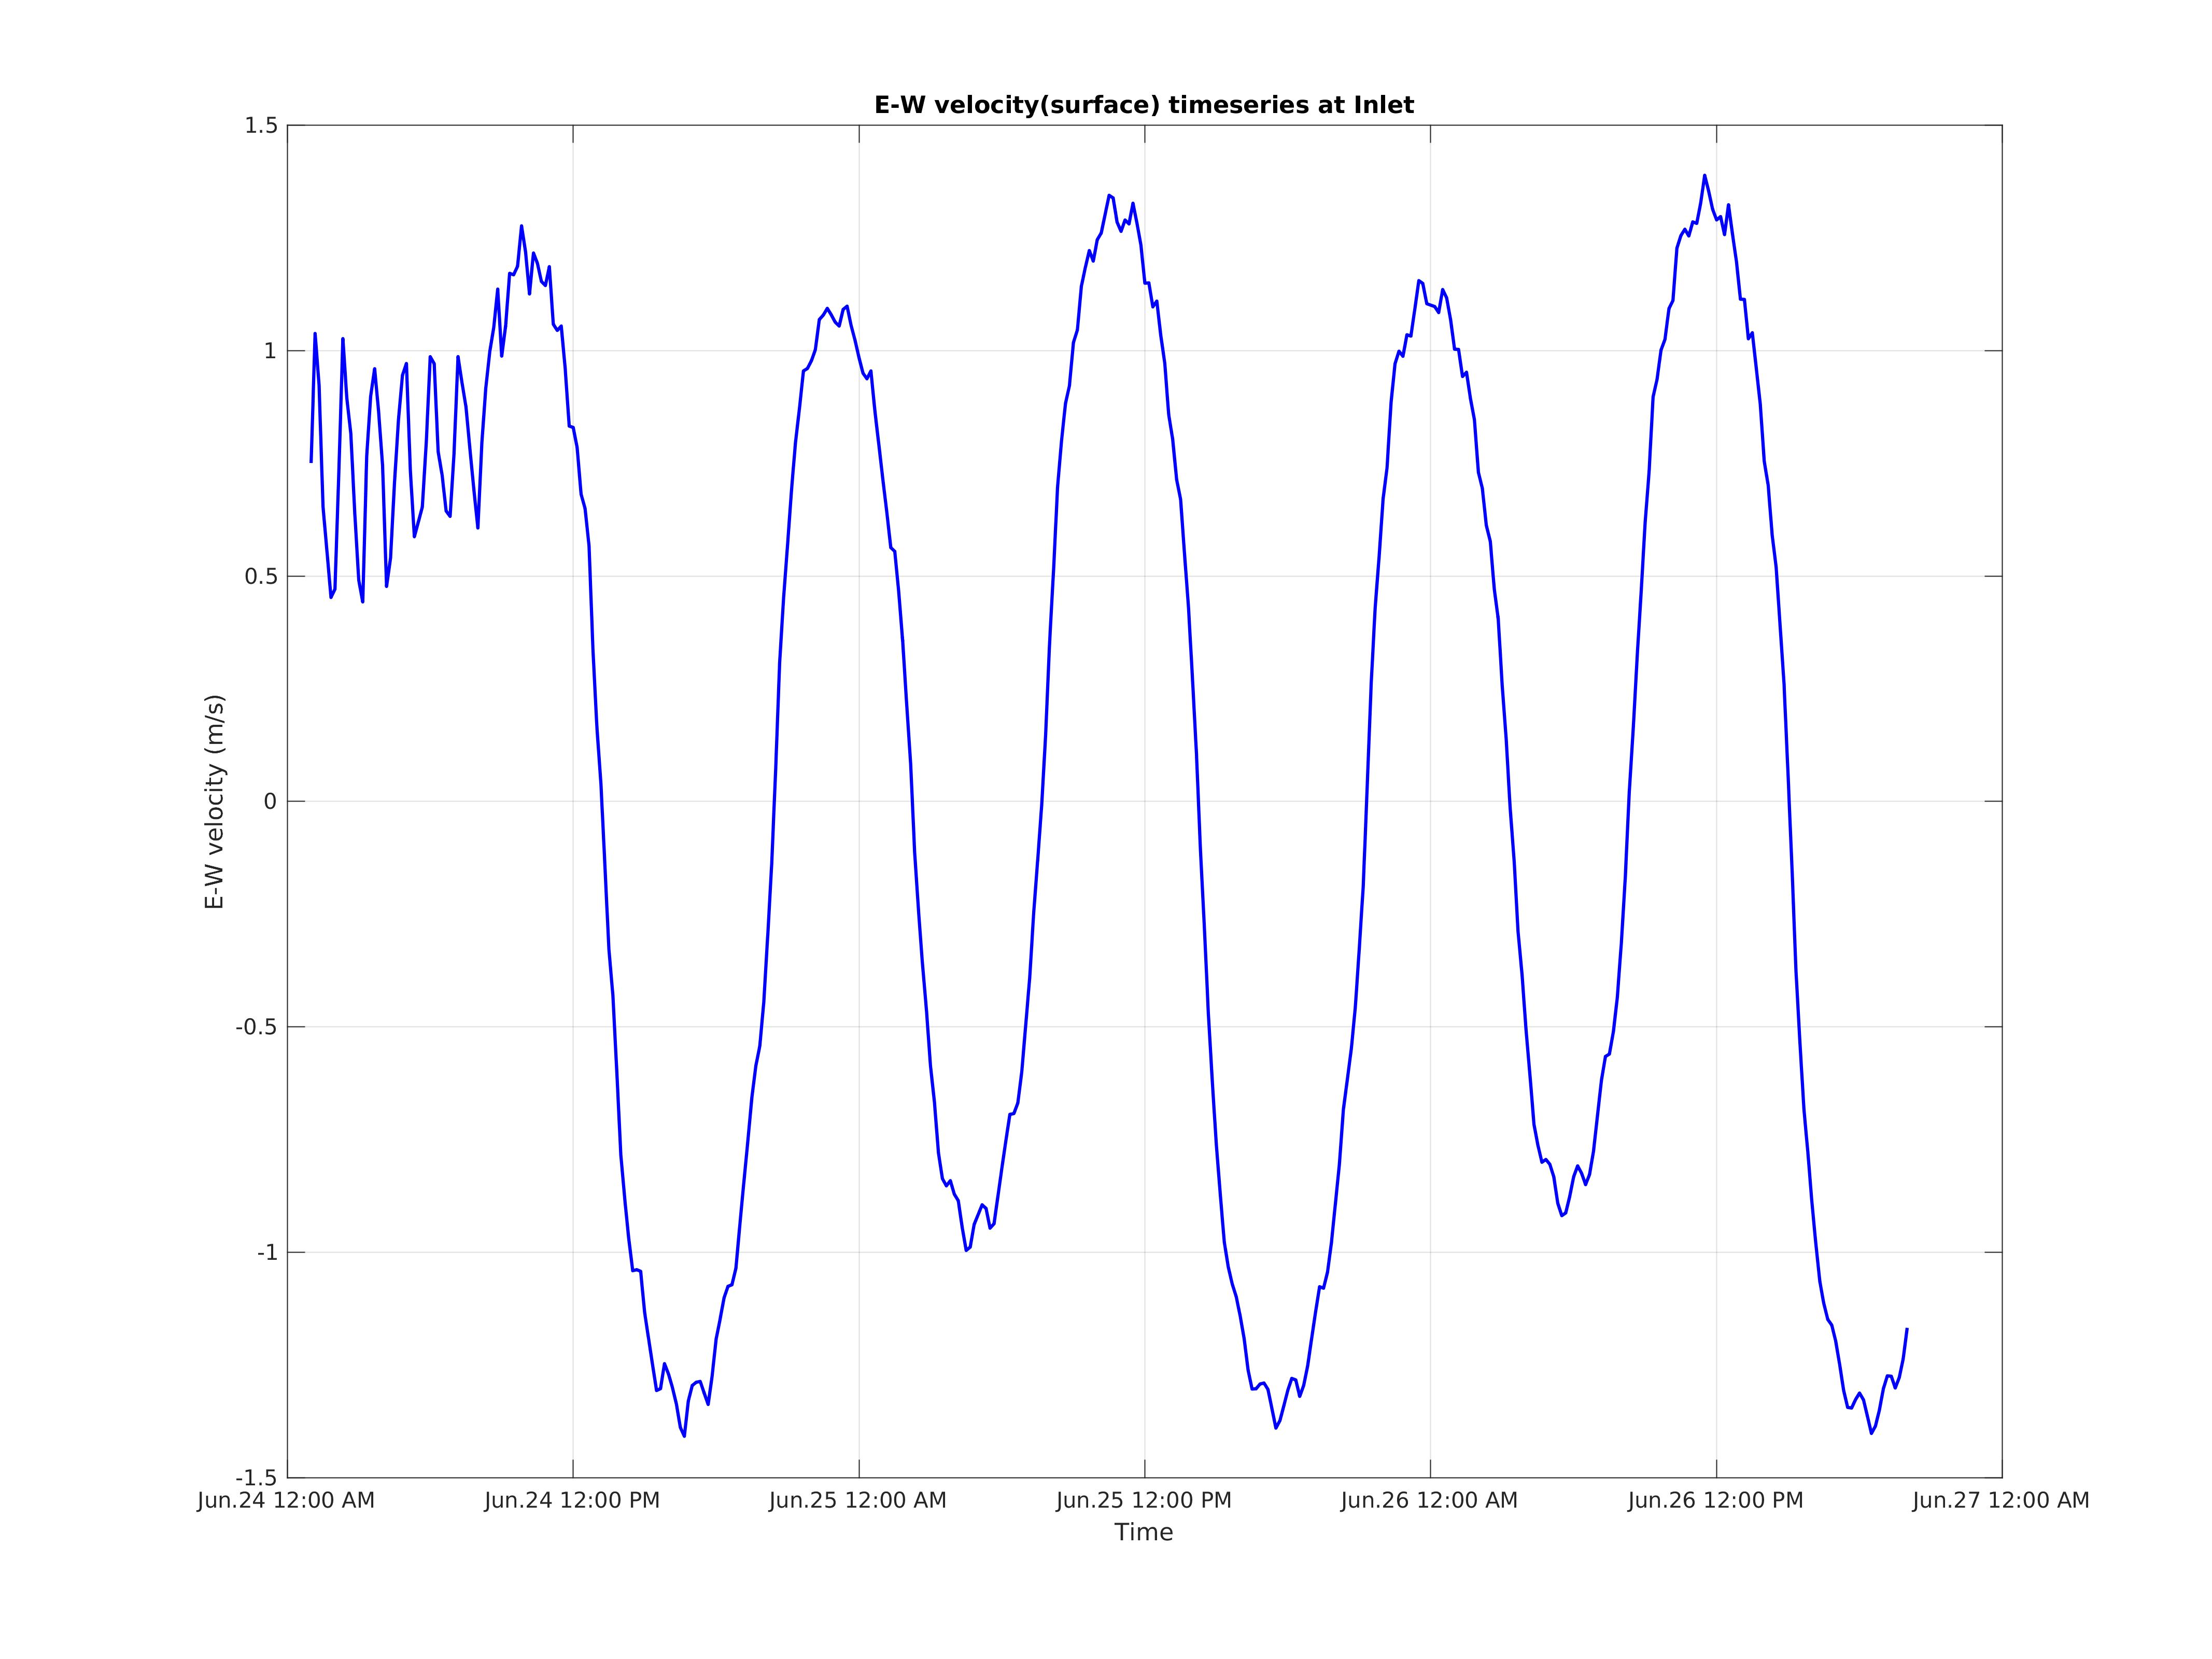 E-W velocity(surface) timeseries at Inlet
1.5
1
0.5
0
-0.5
-1
-1.5
E-W velocity (m/s)
Jun.24 12:00 AM
Jun.24 12:00 PM
Jun.25 12:00 AM
Jun.25 12:00 PM
Jun.26 12:00 AM
Jun.26 12:00 PM
Jun.27 12:00 AM
Time